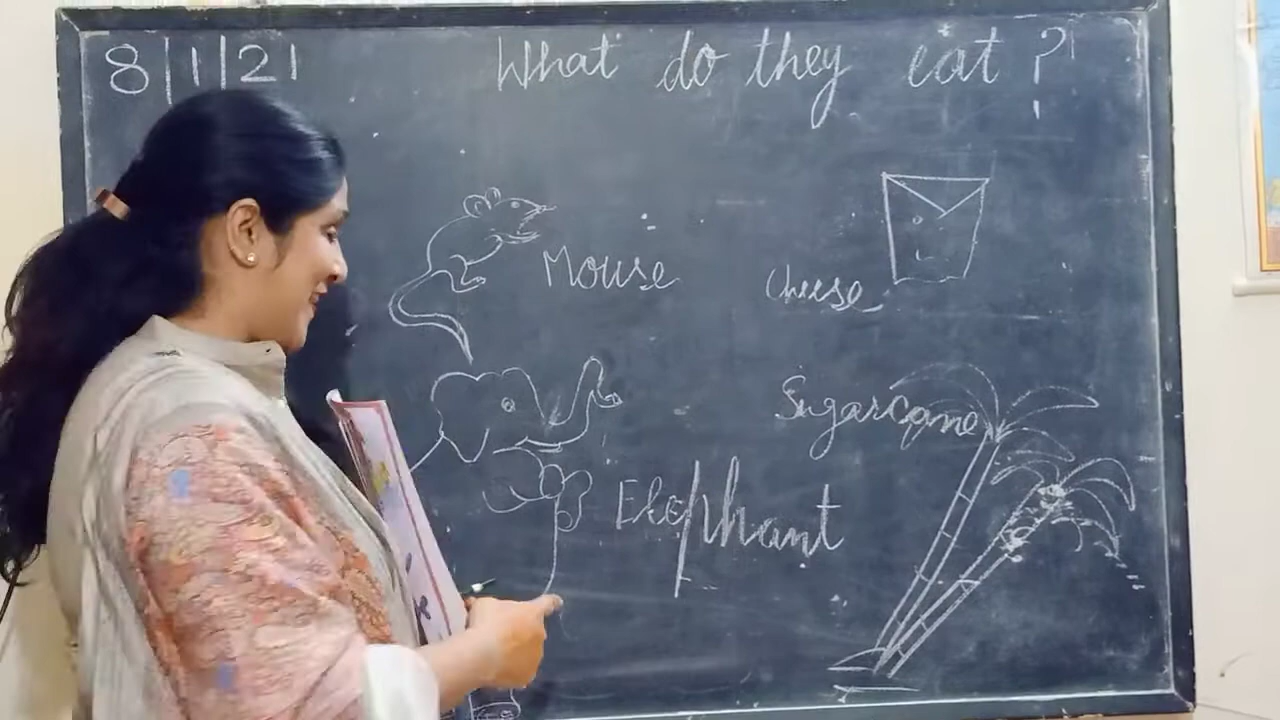 8|1|21
What do they eat ?
Mouse
Cheese
Sugarcane
Elephant